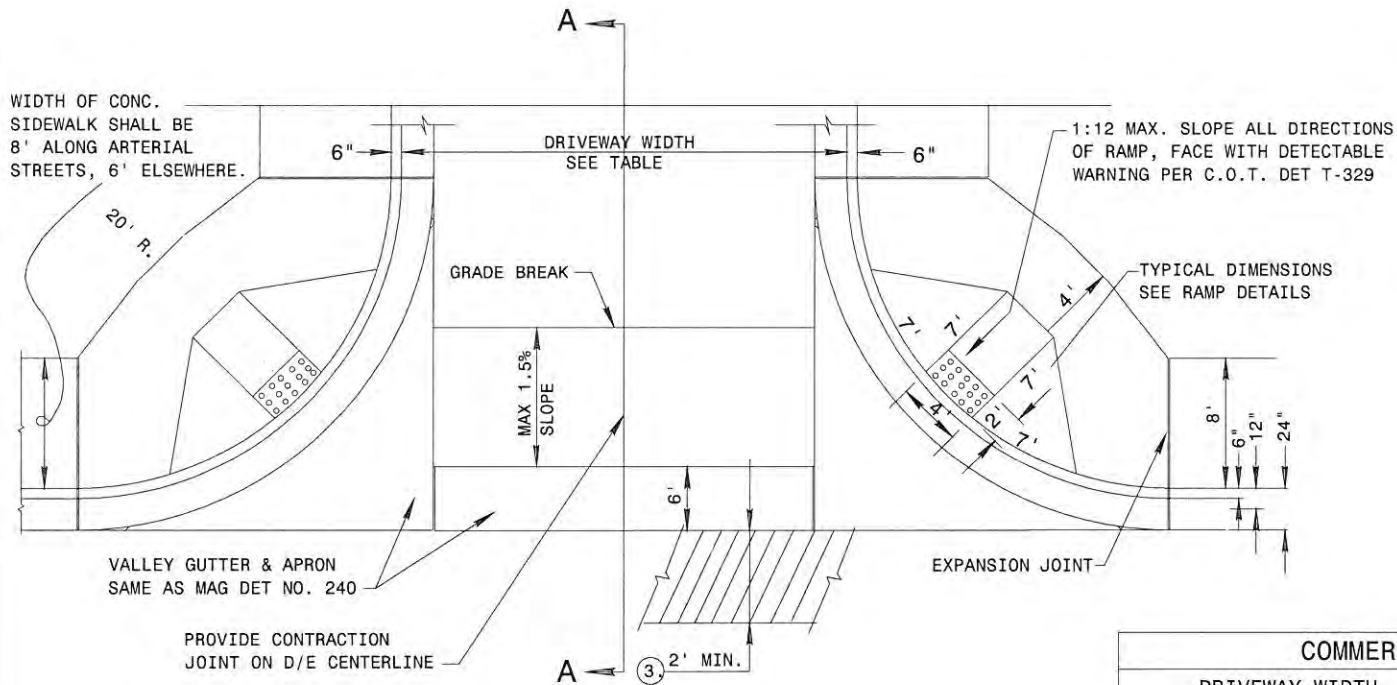 A
WIDTH OF CONC.
SIDEWALK SHALL BE
8' ALONG ARTERIAL
STREETS, 6' ELSEWHERE.
20' R.
6"
DRIVEWAY WIDTH
SEE TABLE
6"
1:12 MAX. SLOPE ALL DIRECTIONS
OF RAMP, FACE WITH DETECTABLE
WARNING PER C.O.T. DET T-329
GRADE BREAK
TYPICAL DIMENSIONS
SEE RAMP DETAILS
4'
7'
7'
7'
4'
2'
7'
MAX 1.5%
SLOPE
6'
8'
6"
12"
24"
VALLEY GUTTER & APRON
SAME AS MAG DET NO. 240
EXPANSION JOINT
PROVIDE CONTRACTION
JOINT ON D/E CENTERLINE
A
3. 2' MIN.
COMMER
DRIVEWAY WIDTH